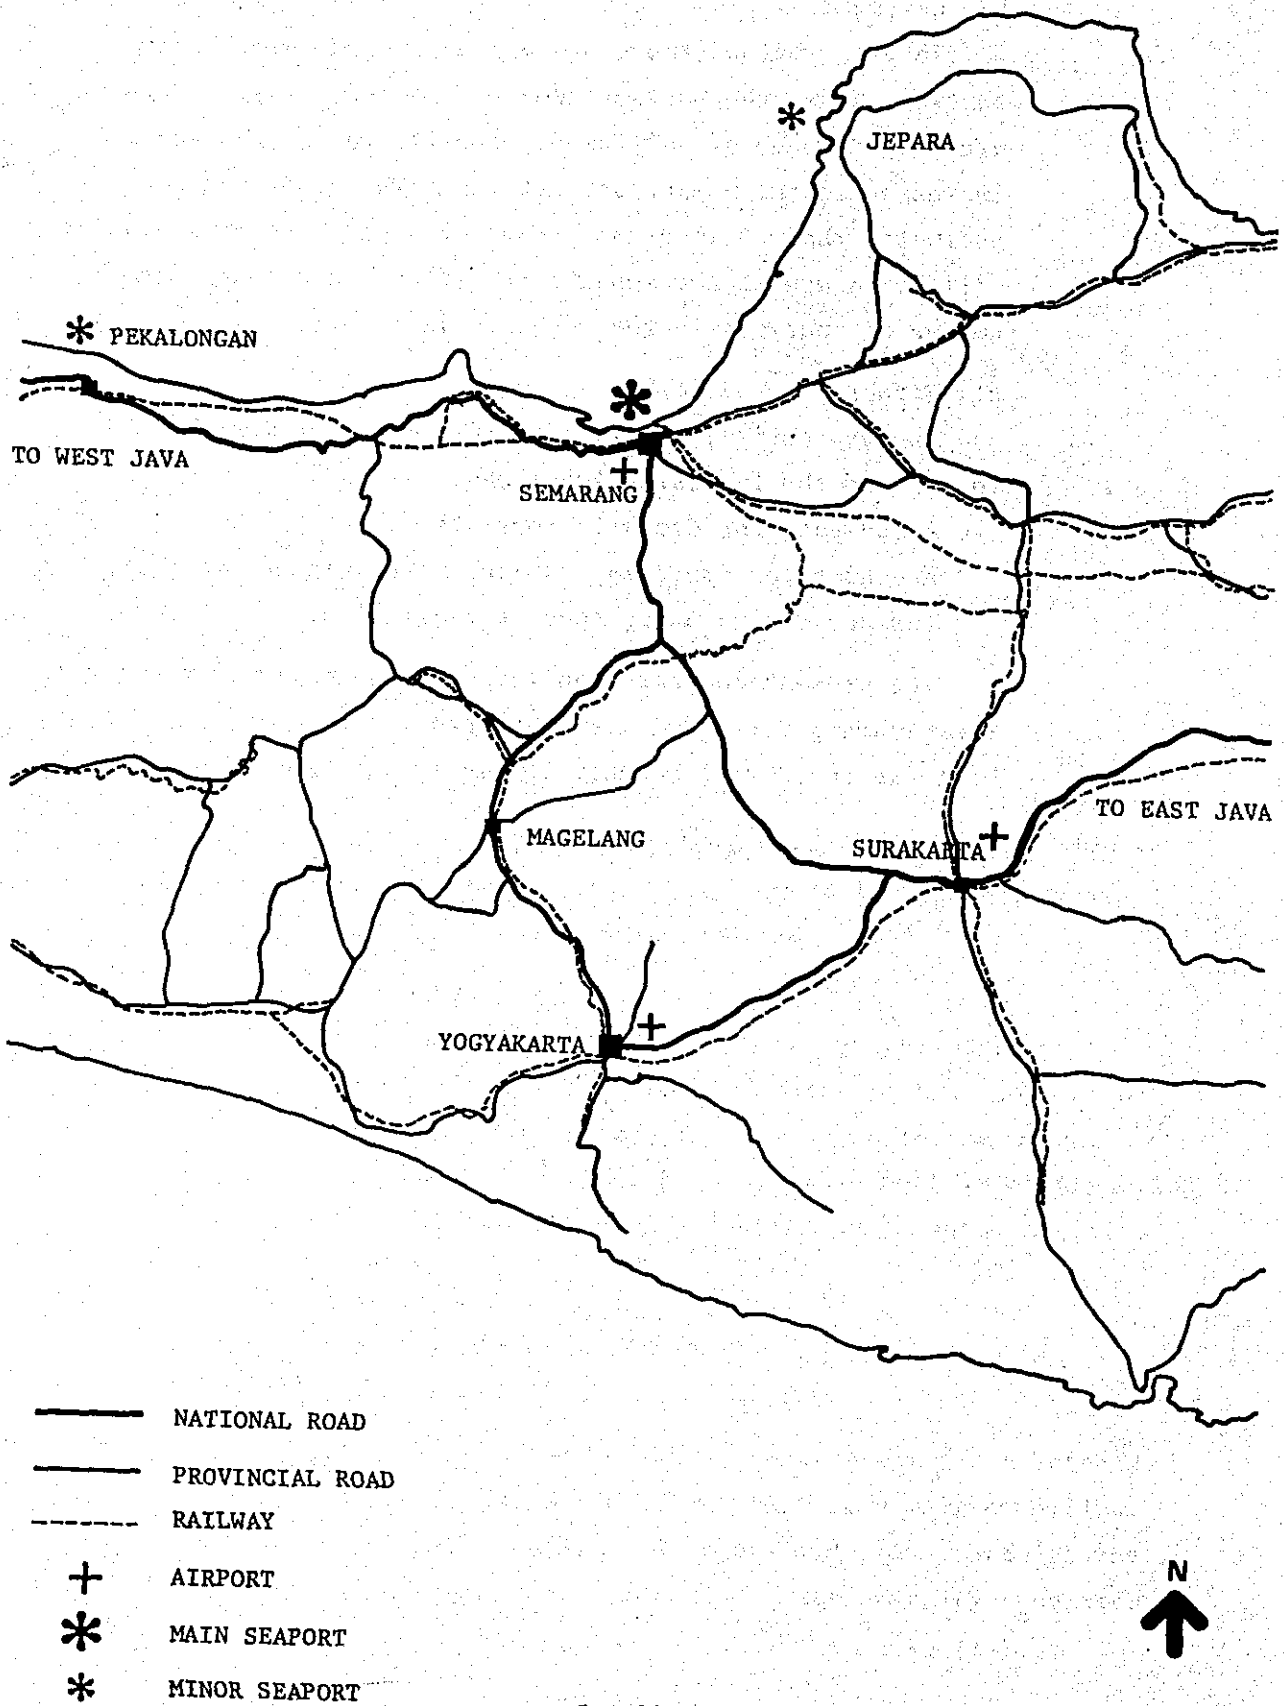 JEPARA
PEKALONGAN
TO WEST JAVA
SEMARANG
TO EAST JAVA
MAGELANG
SURAKARTA
YOGYAKARTA
NATIONAL ROAD
PROVINCIAL ROAD
RAILWAY
AIRPORT
MAIN SEAPORT
MINOR SEAPORT
N